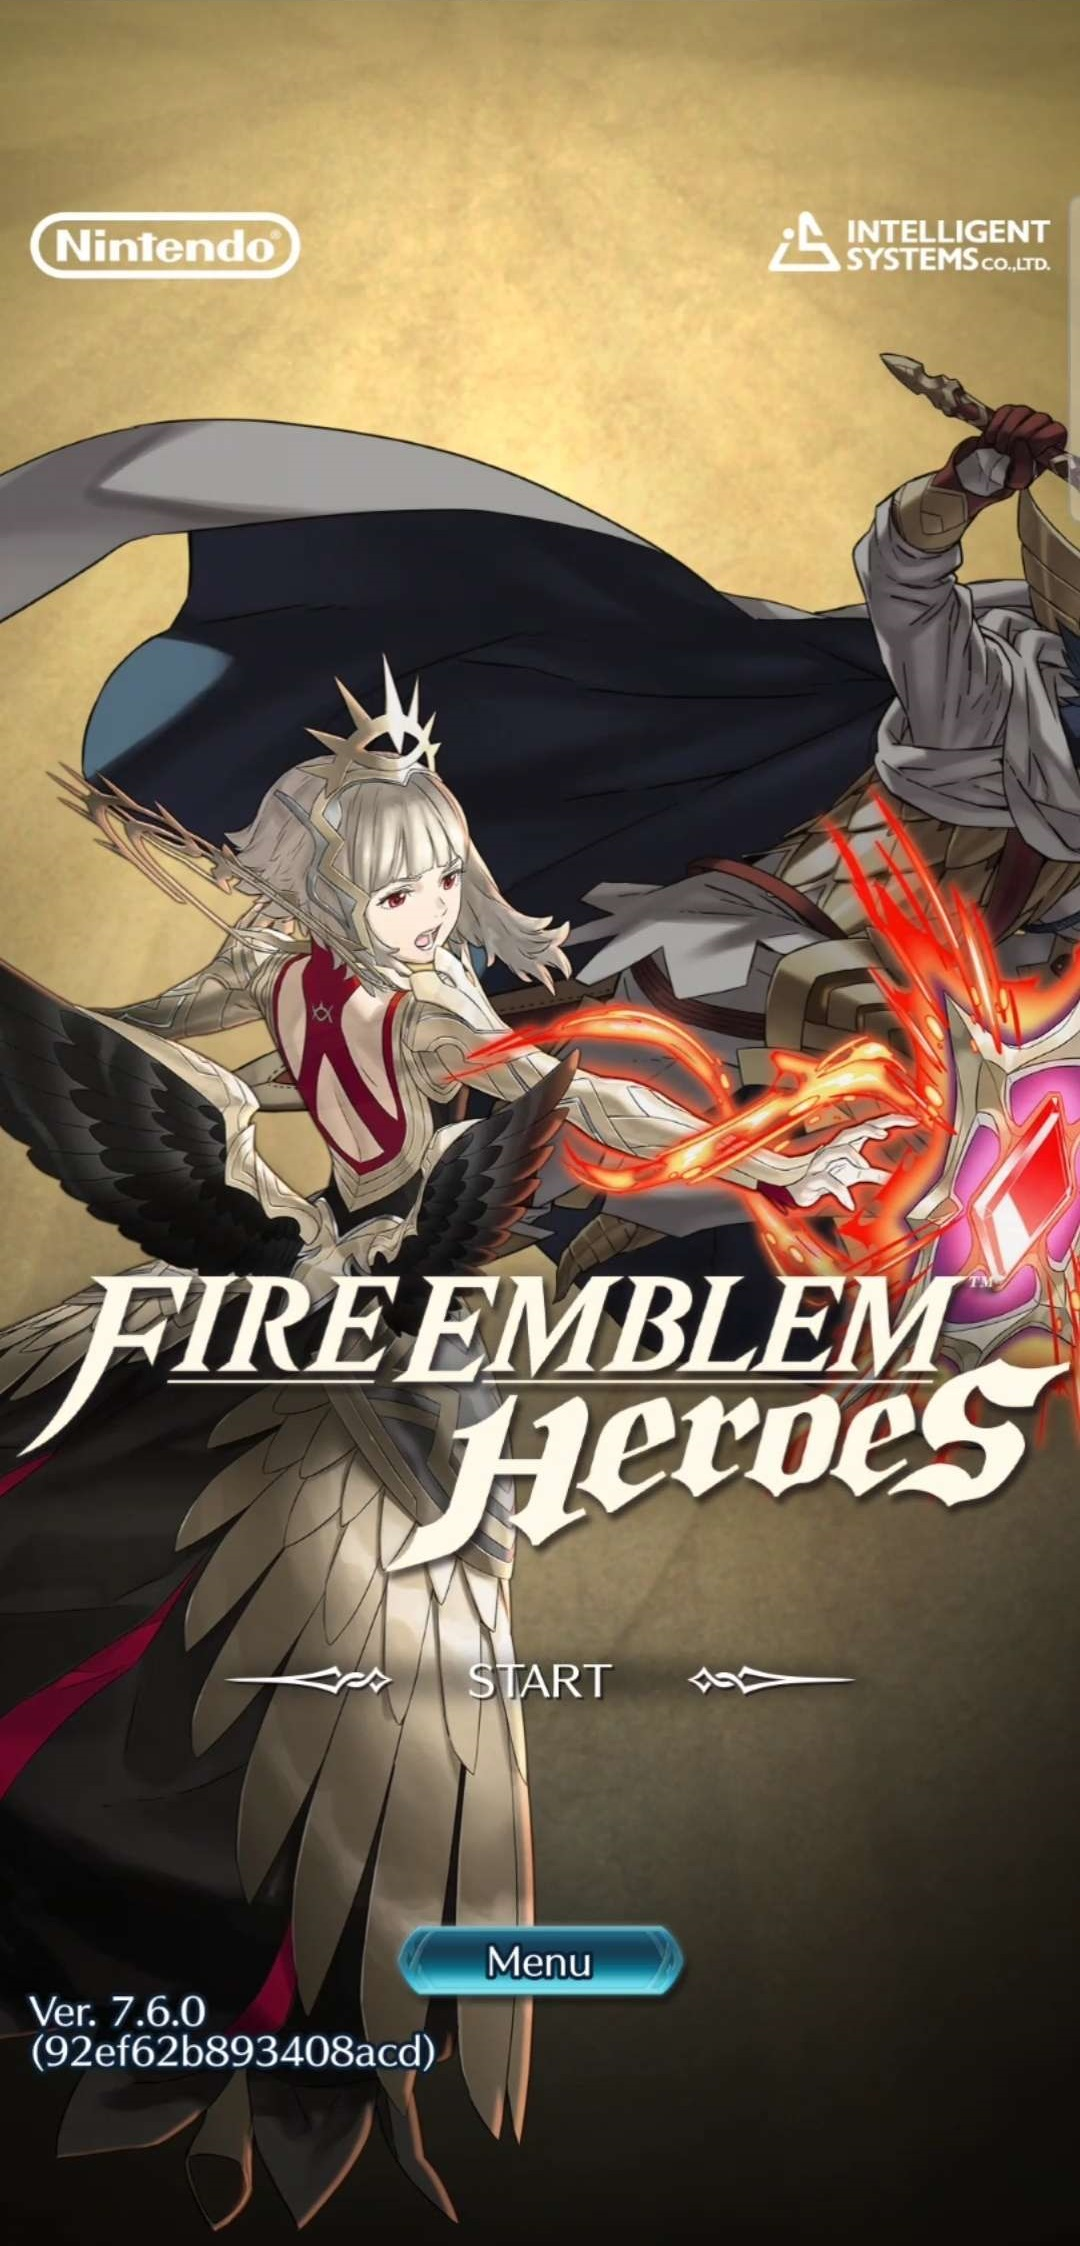 Nintendo®
INTELLIGENT
SYSTEMS CO.,LTD.
FIRE EMBLEM™
Heroes
START
Menu
Ver. 7.6.0
(92ef62b893408acd)